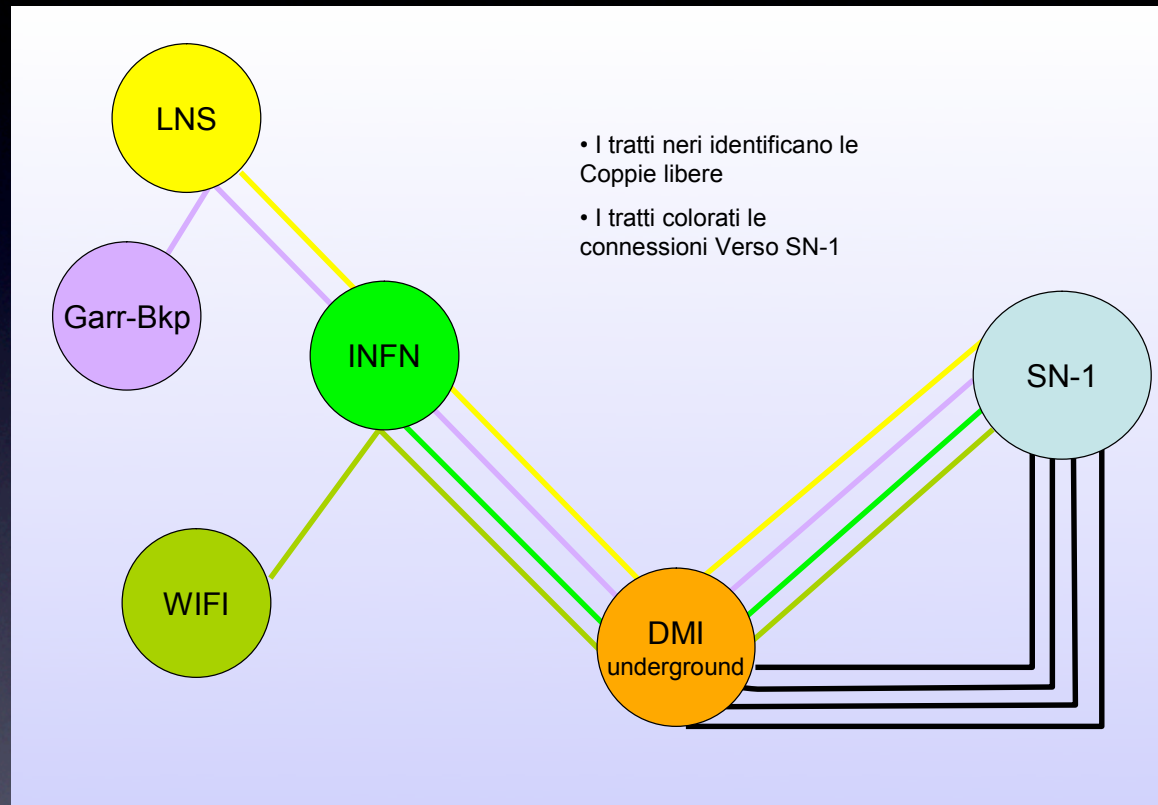 LNS
• I tratti neri identificano le
Coppie libere
• I tratti colorati le
connessioni Verso SN-1
Garr-Bkp
INFN
SN-1
WIFI
DMI
underground